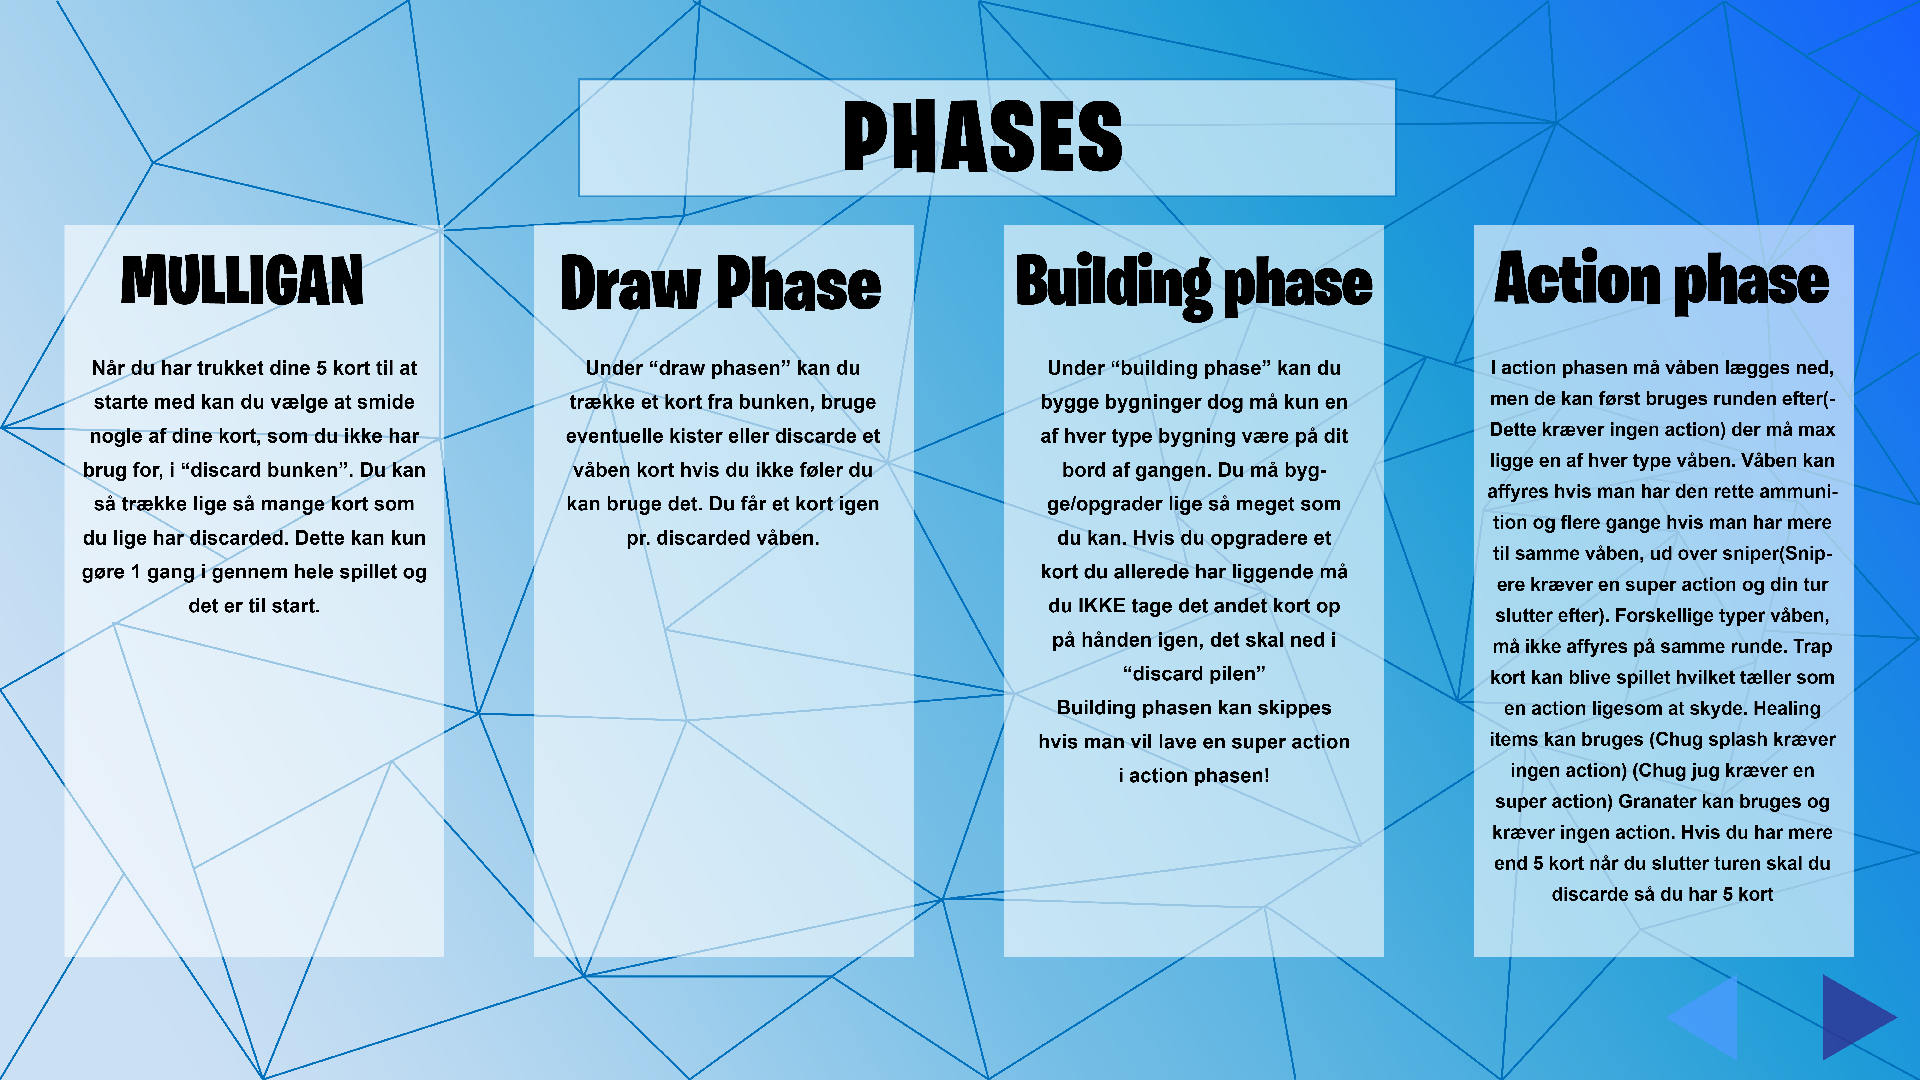 PHASES
MULLIGAN
Når du har trukket dine 5 kort til at
starte med kan du vælge at smide
nogle af dine kort, som du ikke har
brug for, i “discard bunken”. Du kan
så trække lige så mange kort som
du lige har discarded. Dette kan kun
gøre 1 gang i gennem hele spillet og
det er til start.
Draw Phase
Under “draw phasen” kan du
trække et kort fra bunken, bruge
eventuelle kister eller discarde et
våben kort hvis du ikke føler du
kan bruge det. Du får et kort igen
pr. discarded våben.
Building phase
Under “building phase” kan du
bygge bygninger dog må kun en
af hver type bygning være på dit
bord af gangen. Du må byg-
ge/opgrader lige så meget som
du kan. Hvis du opgradere et
kort du allerede har liggende må
du IKKE tage det andet kort op
på hånden igen, det skal ned i
“discard pilen”
Building phasen kan skippes
hvis man vil lave en super action
i action phasen!
Action phase
I action phasen må våben lægges ned,
men de kan først bruges runden efter(-
Dette kræver ingen action) der må max
ligge en af hver type våben. Våben kan
affyres hvis man har den rette ammuni-
tion og flere gange hvis man har mere
til samme våben, ud over sniper(Snip-
ere kræver en super action og din tur
slutter efter). Forskellige typer våben,
må ikke affyres på samme runde. Trap
kort kan blive spillet hvilket tæller som
en action ligesom at skyde. Healing
items kan bruges (Chug splash kræver
ingen action) (Chug jug kræver en
super action) Granater kan bruges og
kræver ingen action. Hvis du har mere
end 5 kort når du slutter turen skal du
discarde så du har 5 kort